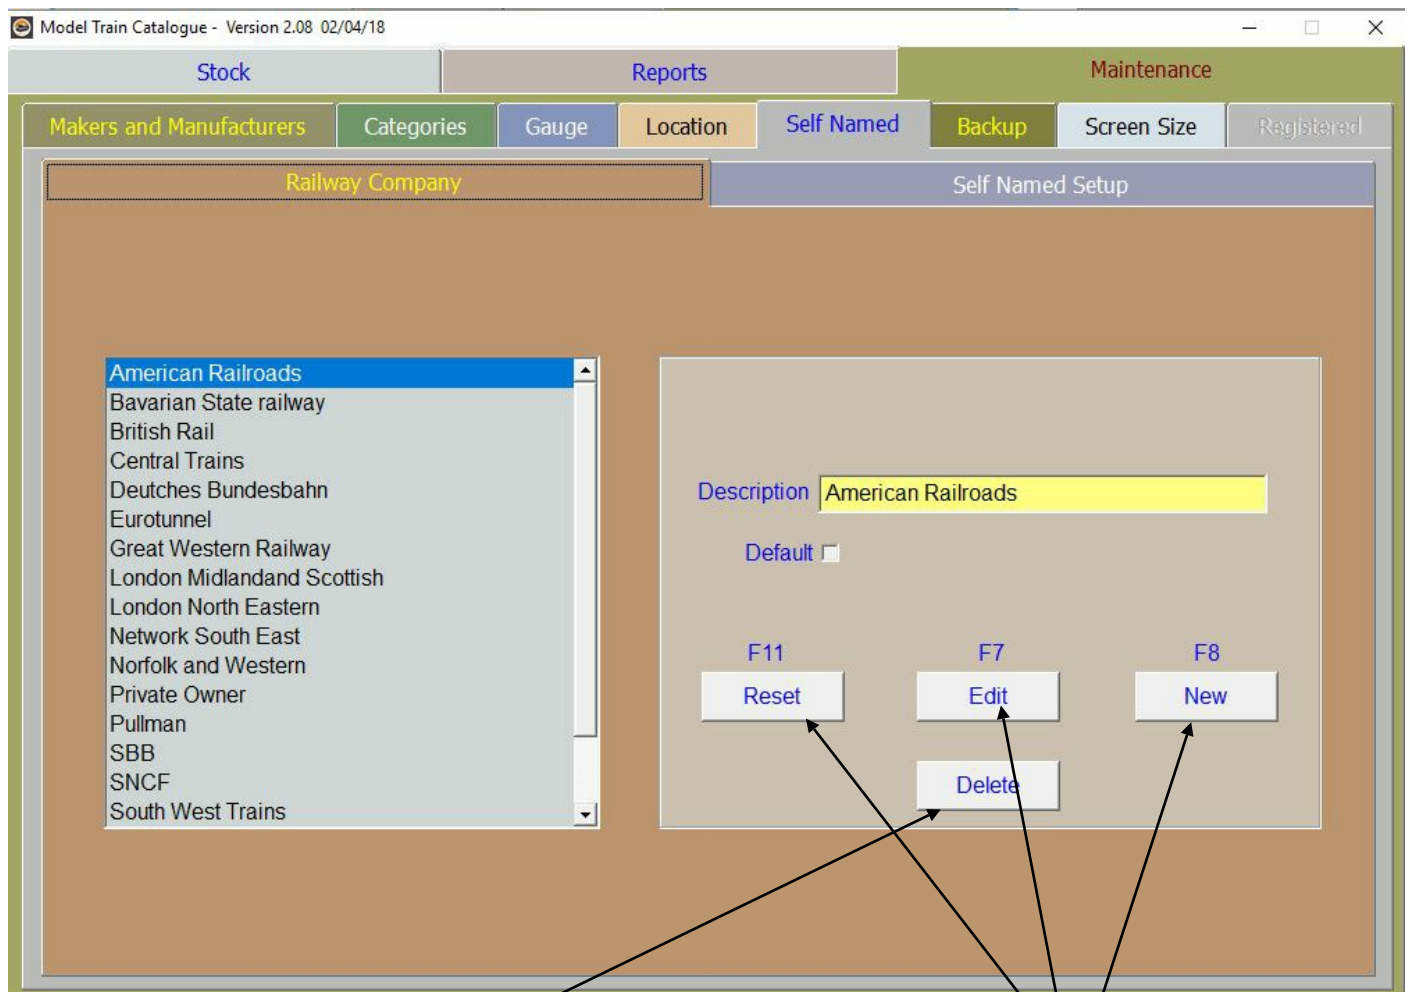 Model Train Catalogue - Version 2.08 02/04/18
Stock Reports Maintenance
Makers and Manufacturers Categories Gauge Location Self Named Backup Screen Size Registered
Railway Company Self Named Setup
American Railroads
Bavarian State railway
British Rail
Central Trains
Deutches Bundesbahn
Eurotunnel
Great Western Railway
London Midlandand Scottish
London North Eastern
Network South East
Norfolk and Western
Private Owner
Pullman
SBB
SNCF
South West Trains
Description American Railroads
Default
F11 F7 F8
Reset Edit New
Delete